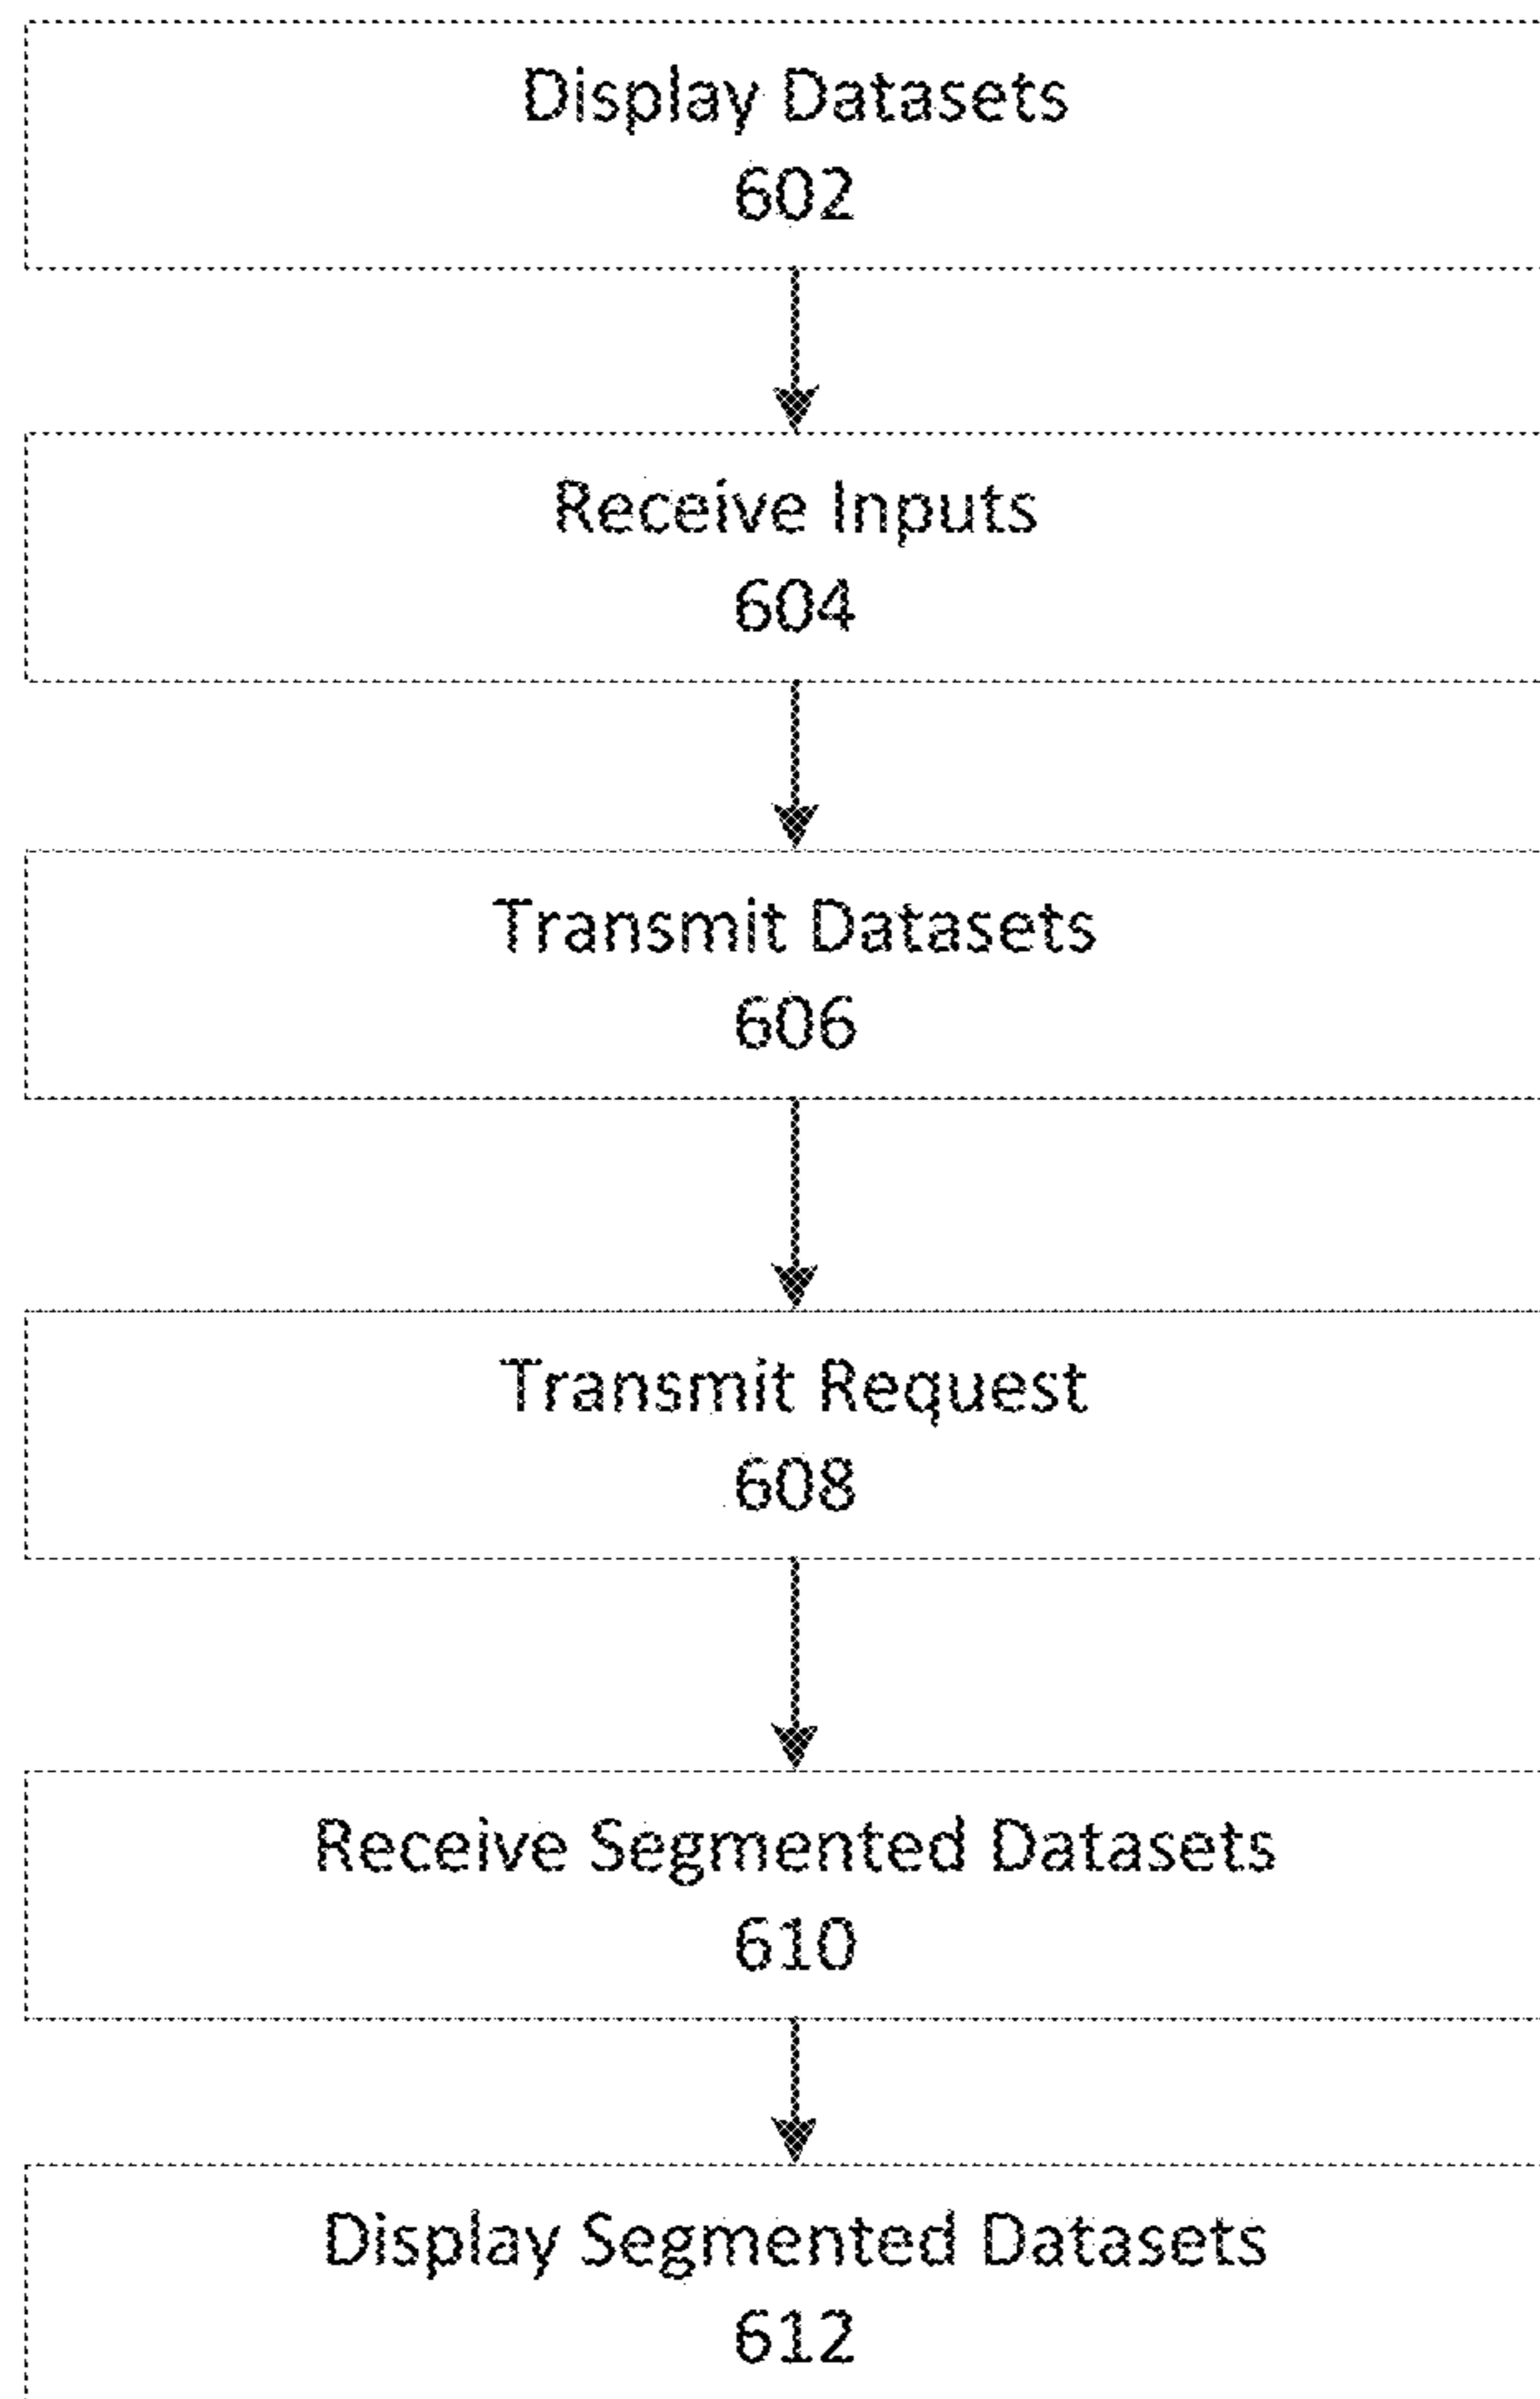 Display Datasets
602
Receive Inputs
604
Transmit Datasets
606
Transmit Request
608
Receive Segmented Datasets
610
Display Segmented Datasets
612